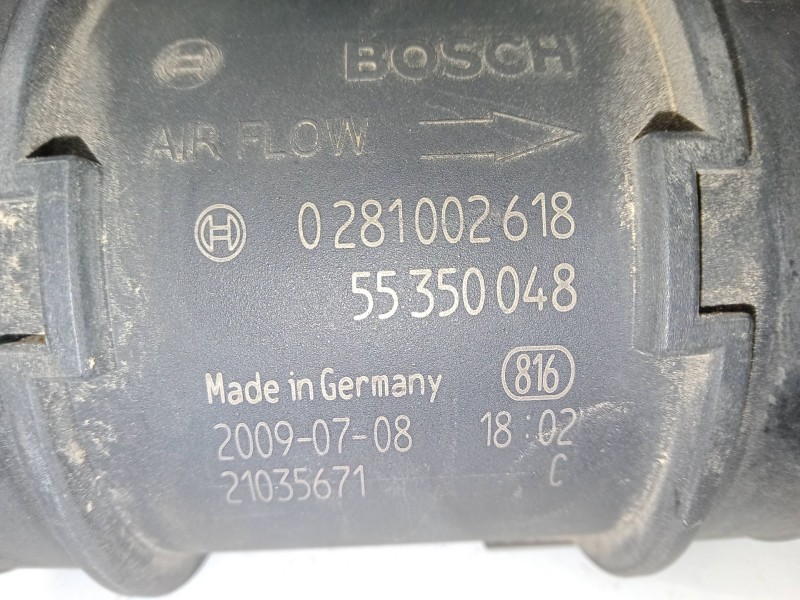 BOSCH
AIR FLOW
0 281 002 618
55 350 048
Made in Germany 816
2009-07-08 18:02
21035671 C